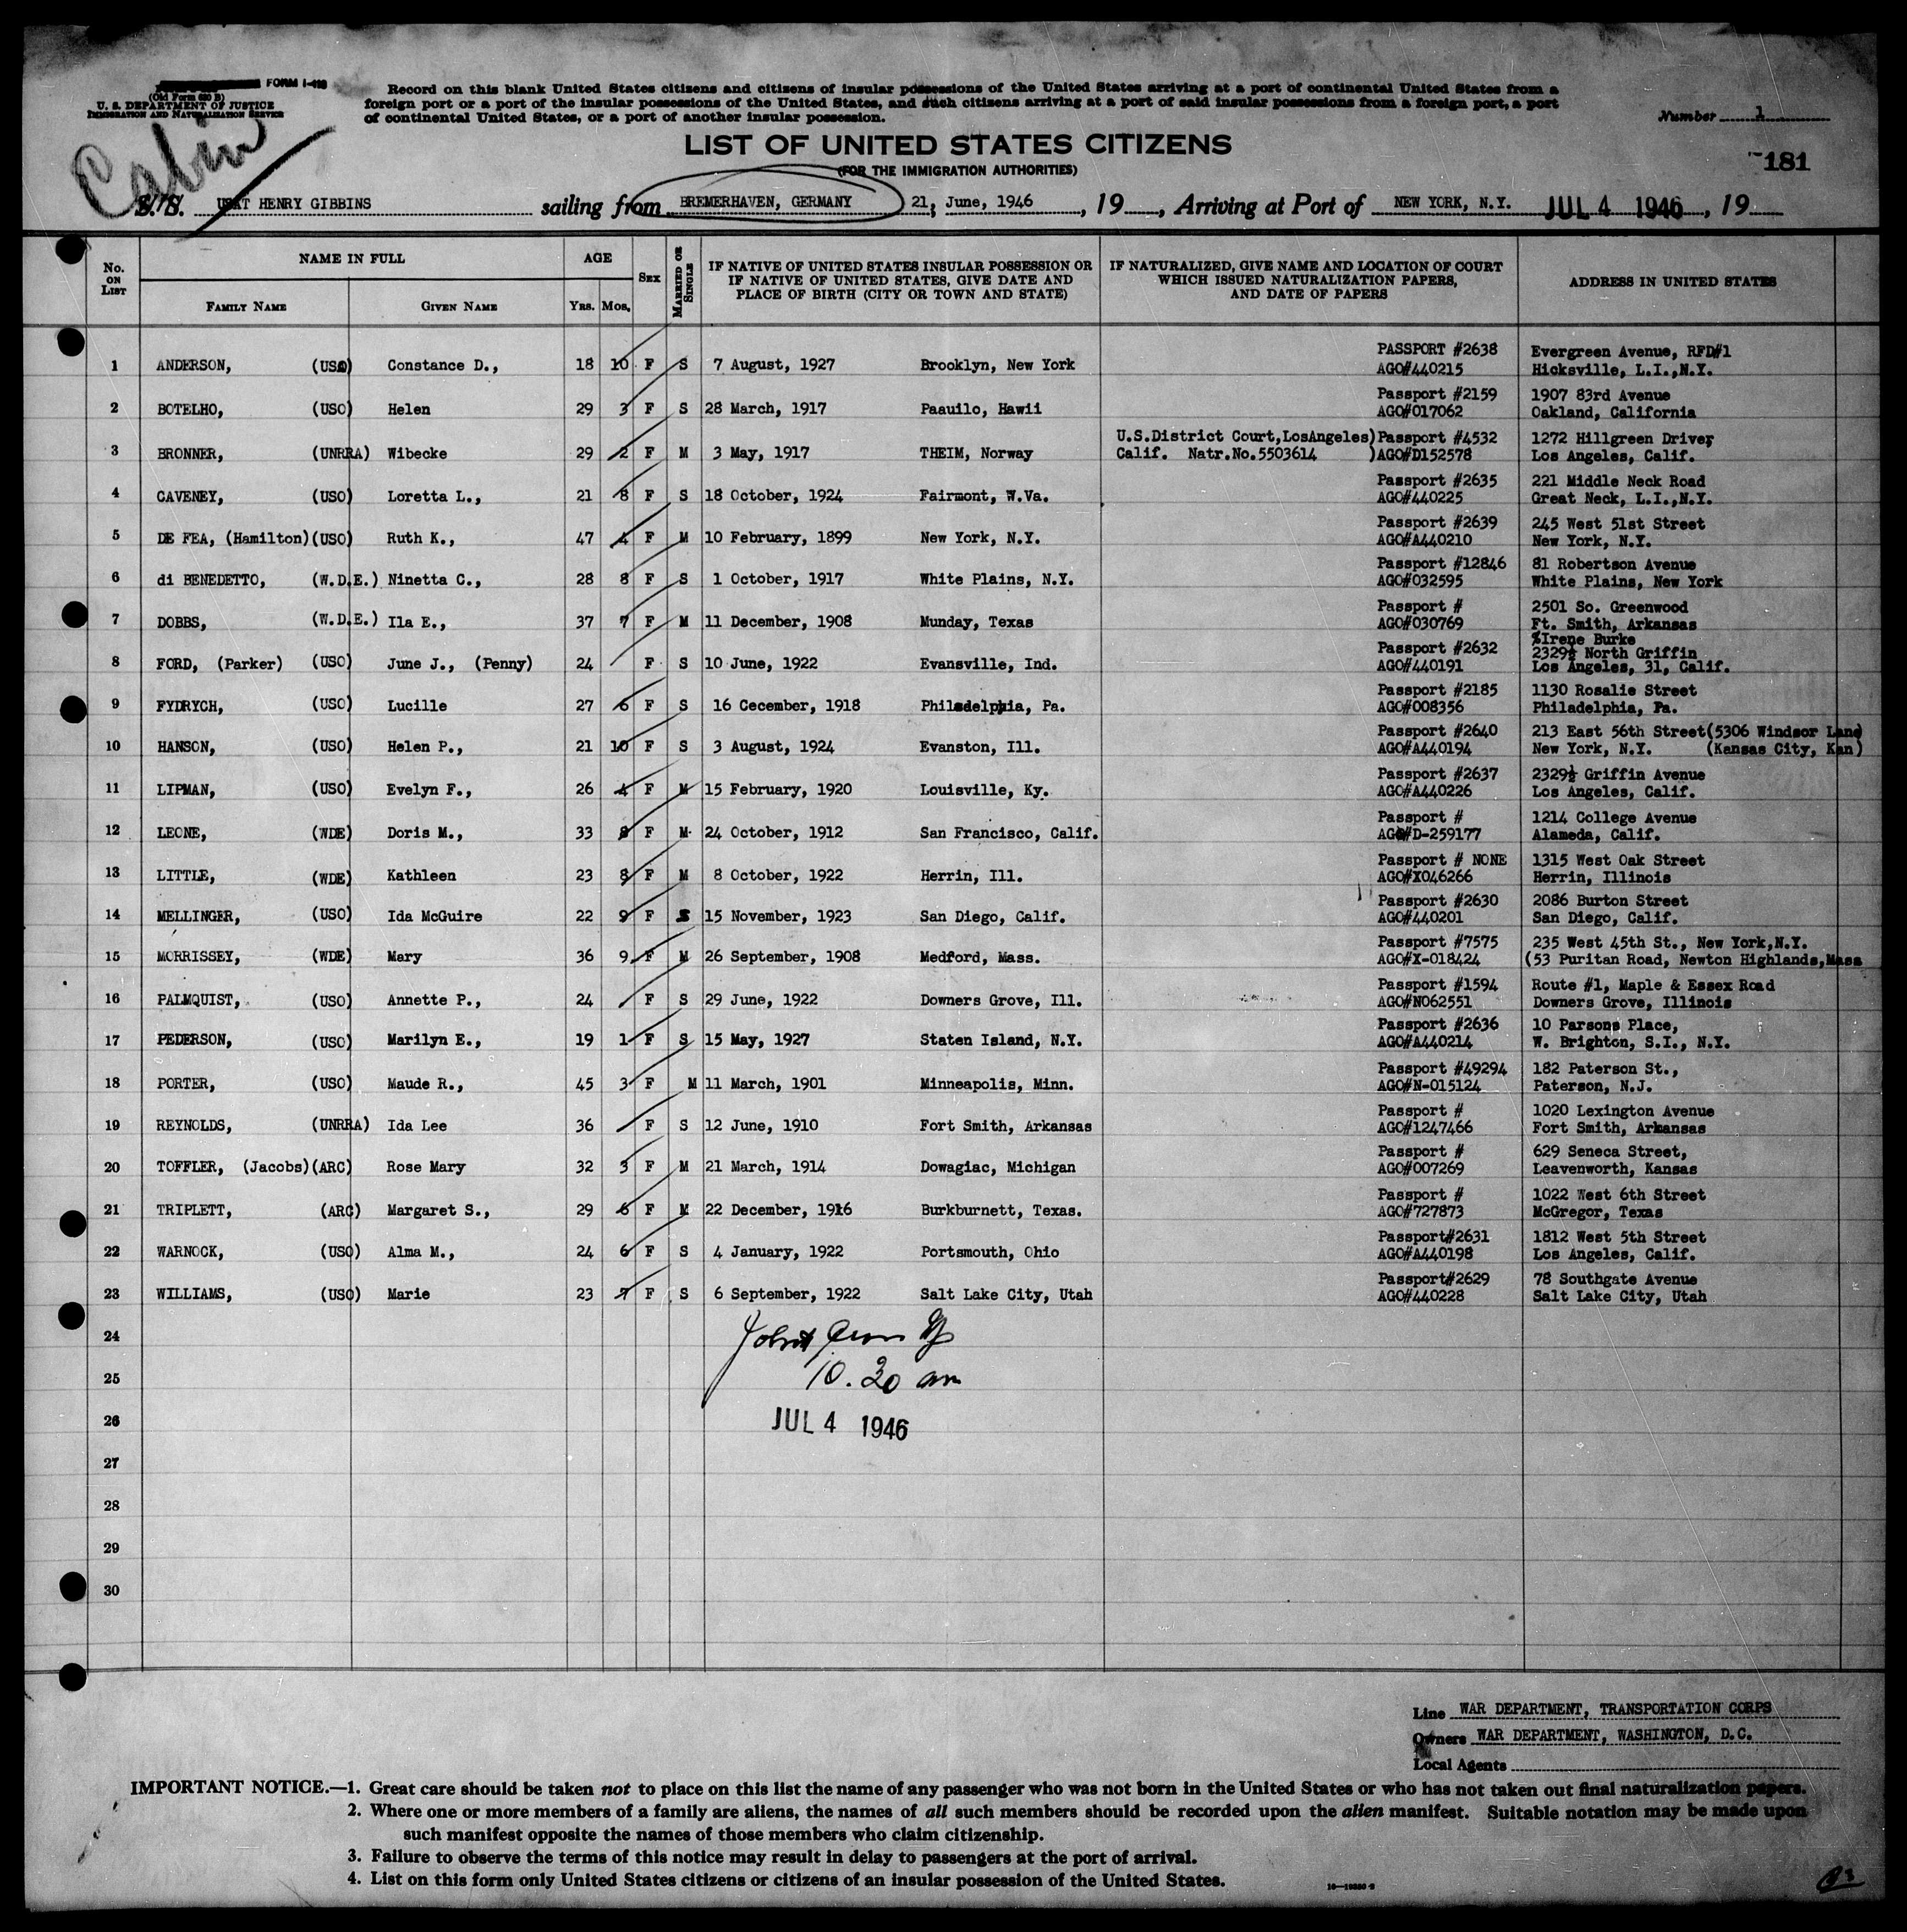 FORM I-418
(Old Form 630 B)
U. S. DEPARTMENT OF JUSTICE
IMMIGRATION AND NATURALIZATION SERVICE
Cabin
Record on this blank United States citizens and citizens of insular possessions of the United States arriving at a port of continental United States from a
foreign port or a port of the insular possessions of the United States, and such citizens arriving at a port of said insular possessions from a foreign port, a port
of continental United States, or a port of another insular possession.
Number 1
LIST OF UNITED STATES CITIZENS
(FOR THE IMMIGRATION AUTHORITIES)
181
S. S. USAT HENRY GIBBINS sailing from BREMERHAVEN, GERMANY 21, June, 1946, 19, Arriving at Port of NEW YORK, N.Y. JUL 4 1946, 19
No. ON LIST NAME IN FULL AGE SEX MARRIED OR SINGLE IF NATIVE OF UNITED STATES INSULAR POSSESSION OR IF NATIVE OF UNITED STATES, GIVE DATE AND PLACE OF BIRTH (CITY OR TOWN AND STATE) IF NATURALIZED, GIVE NAME AND LOCATION OF COURT WHICH ISSUED NATURALIZATION PAPERS, AND DATE OF PAPERS ADDRESS IN UNITED STATES
FAMILY NAME GIVEN NAME YRS. MOS.
PASSPORT #2638 Evergreen Avenue, RFD#1
1 ANDERSON, (USO) Constance D., 18 10 F S 7 August, 1927 Brooklyn, New York AGO#440215 Hicksville, L.I.,N.Y.
Passport #2159 1907 83rd Avenue
2 BOTELHO, (USO) Helen 29 3 F S 28 March, 1917 Paauilo, Hawii AGO#017062 Oakland, California
U.S.District Court,LosAngeles) Passport #4532 1272 Hillgreen Driver
3 BRONNER, (UNRRA) Wibecke 29 2 F M 3 May, 1917 THEIM, Norway Calif. Natr.No.5503614 ) AGO#D152578 Los Angeles, Calif.
Passport #2635 221 Middle Neck Road
4 CAVENEY, (USO) Loretta L., 21 8 F S 18 October, 1924 Fairmont, W.Va. AGO#440225 Great Neck, L.I.,N.Y.
Passport #2639 245 West 51st Street
5 DE FEA, (Hamilton)(USO) Ruth K., 47 4 F M 10 February, 1899 New York, N.Y. AGO#A440210 New York, N.Y.
Passport #12846 81 Robertson Avenue
6 di BENEDETTO, (W.D.E.) Ninetta C., 28 8 F S 1 October, 1917 White Plains, N.Y. AGO#032595 White Plains, New York
Passport # 2501 So. Greenwood
7 DOBBS, (W.D.E.) Ila E., 37 7 F M 11 December, 1908 Munday, Texas AGO#030769 Ft. Smith, Arkansas
%Irene Burke
Passport #2632 2329½ North Griffin
8 FORD, (Parker) (USO) June J., (Penny) 24 F S 10 June, 1922 Evansville, Ind. AGO#440191 Los Angeles, 31, Calif.
Passport #2185 1130 Rosalie Street
9 FYDRYCH, (USO) Lucille 27 6 F S 16 Cecember, 1918 Philadelphia, Pa. AGO#008356 Philadelphia, Pa.
Passport #2640 213 East 56th Street(5306 Windsor Lane
10 HANSON, (USO) Helen P., 21 10 F S 3 August, 1924 Evanston, Ill. AGO#A440194 New York, N.Y. (Kansas City, Kan)
Passport #2637 2329½ Griffin Avenue
11 LIPMAN, (USO) Evelyn F., 26 4 F M 15 February, 1920 Louisville, Ky. AGO#A440226 Los Angeles, Calif.
Passport # 1214 College Avenue
12 LEONE, (WDE) Doris M., 33 8 F M 24 October, 1912 San Francisco, Calif. AGO#D-259177 Alameda, Calif.
Passport # NONE 1315 West Oak Street
13 LITTLE, (WDE) Kathleen 23 8 F M 8 October, 1922 Herrin, Ill. AGO#X046266 Herrin, Illinois
Passport #2630 2086 Burton Street
14 MELLINGER, (USO) Ida McGuire 22 9 F S 15 November, 1923 San Diego, Calif. AGO#440201 San Diego, Calif.
Passport #7575 235 West 45th St., New York,N.Y.
15 MORRISSEY, (WDE) Mary 36 9 F M 26 September, 1908 Medford, Mass. AGO#X-018424 (53 Puritan Road, Newton Highlands,Mass
Passport #1594 Route #1, Maple & Essex Road
16 PALMQUIST, (USO) Annette P., 24 F S 29 June, 1922 Downers Grove, Ill. AGO#N062551 Downers Grove, Illinois
Passport #2636 10 Parsons Place,
17 PEDERSON, (USO) Marilyn E., 19 1 F S 15 May, 1927 Staten Island, N.Y. AGO#A440214 W. Brighton, S.I., N.Y.
Passport #49294 182 Paterson St.,
18 PORTER, (USO) Maude R., 45 3 F M 11 March, 1901 Minneapolis, Minn. AGO#N-015124 Paterson, N.J.
Passport # 1020 Lexington Avenue
19 REYNOLDS, (UNRRA) Ida Lee 36 F S 12 June, 1910 Fort Smith, Arkansas AGO#1247466 Fort Smith, Arkansas
Passport # 629 Seneca Street,
20 TOFFLER, (Jacobs)(ARC) Rose Mary 32 3 F M 21 March, 1914 Dowagiac, Michigan AGO#007269 Leavenworth, Kansas
Passport # 1022 West 6th Street
21 TRIPLETT, (ARC) Margaret S., 29 6 F M 22 December, 1916 Burkburnett, Texas. AGO#727873 McGregor, Texas
Passport#2631 1812 West 5th Street
22 WARNOCK, (USO) Alma M., 24 6 F S 4 January, 1922 Portsmouth, Ohio AGO#A440198 Los Angeles, Calif.
Passport#2629 78 Southgate Avenue
23 WILLIAMS, (USO) Marie 23 7 F S 6 September, 1922 Salt Lake City, Utah AGO#440228 Salt Lake City, Utah
24
25 10.30 am
26 JUL 4 1946
27
28
29
30
Line WAR DEPARTMENT, TRANSPORTATION CORPS
Owners WAR DEPARTMENT, WASHINGTON, D.C.
Local Agents
IMPORTANT NOTICE.—1. Great care should be taken not to place on this list the name of any passenger who was not born in the United States or who has not taken out final naturalization papers.
2. Where one or more members of a family are aliens, the names of all such members should be recorded upon the alien manifest. Suitable notation may be made upon
such manifest opposite the names of those members who claim citizenship.
3. Failure to observe the terms of this notice may result in delay to passengers at the port of arrival.
4. List on this form only United States citizens or citizens of an insular possession of the United States.